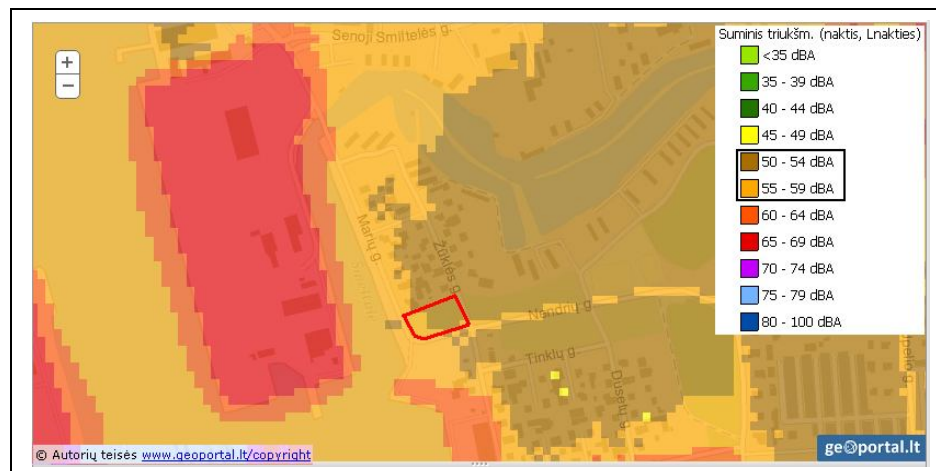 Senoji Smiltelės g.
Suminis triukšm. (naktis, Lnakties)
<35 dBA
35 - 39 dBA
40 - 44 dBA
45 - 49 dBA
50 - 54 dBA
55 - 59 dBA
60 - 64 dBA
65 - 69 dBA
70 - 74 dBA
75 - 79 dBA
80 - 100 dBA
+
−
Marių g.
Žūklės g.
Nendrių g.
Tinklų g.
Dusetų g.
© Autorių teisės www.geoportal.lt/copyright
geoportal.lt